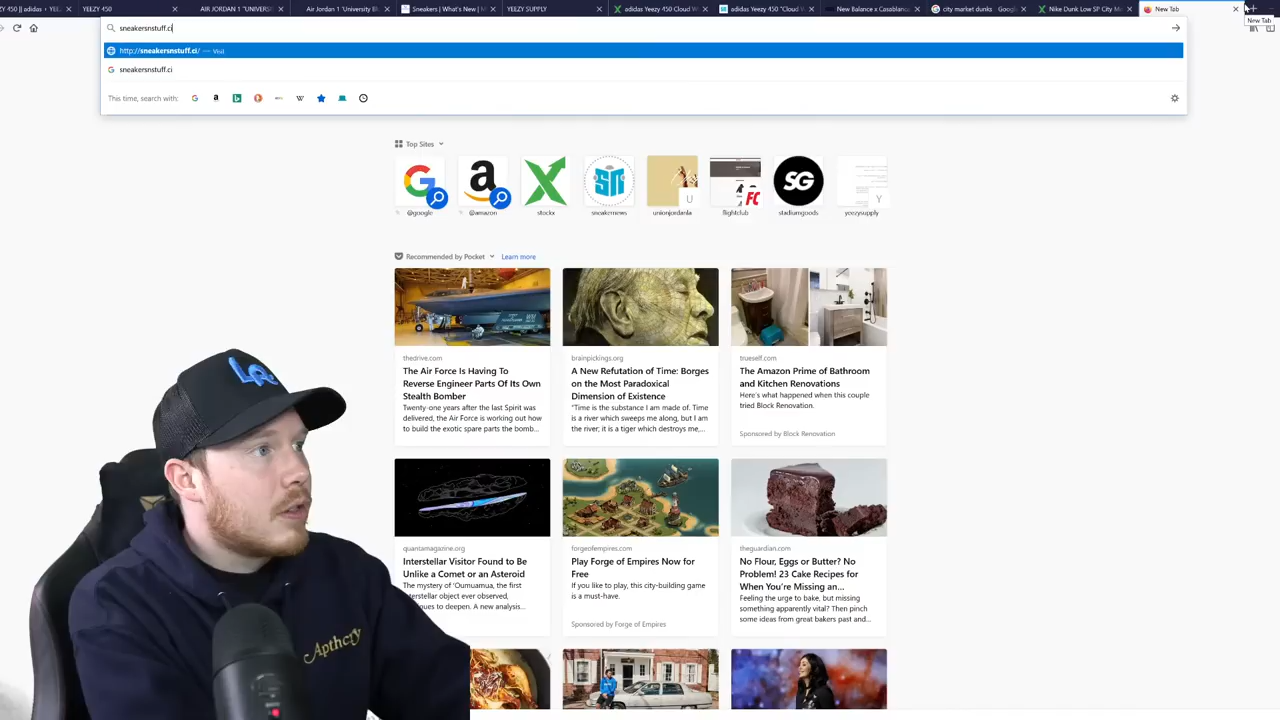 YEEZY 450
AIR JORDAN 1 "UNIVERS
Air Jordan 1 'University Bl
Sneakers | What's New | M
YEEZY SUPPLY
adidas Yeezy 450 Cloud W
adidas Yeezy 450 "Cloud
New Balance x Casablanc
city market dunks - Goog
Nike Dunk Low SP City M
New Tab
New Tab
sneakersnstuff.ci
http://sneakersnstuff.ci/ — Visit
sneakersnstuff.ci
This time, search with:
Top Sites
@google
@amazon
stockx
sneakernews
unionjordanla
flightclub
stadiumgoods
yeezysupply
Recommended by Pocket
Learn more
thedrive.com
The Air Force Is Having To
Reverse Engineer Parts Of Its Own
Stealth Bomber
Twenty-one years after the last Spirit was
delivered, the Air Force is working out how
to build the exotic spare parts the bomb...
brainpickings.org
A New Refutation of Time: Borges
on the Most Paradoxical
Dimension of Existence
"Time is the substance I am made of. Time
is a river which sweeps me along, but I am
the river; it is a tiger which destroys me,...
trueself.com
The Amazon Prime of Bathroom
and Kitchen Renovations
Here's what happened when this couple
tried Block Renovation.
Sponsored by Block Renovation
quantamagazine.org
Interstellar Visitor Found to Be
Unlike a Comet or an Asteroid
The mystery of 'Oumuamua, the first
interstellar object ever observed,
nues to deepen. A new analysis...
forgeofempires.com
Play Forge of Empires Now for
Free
If you like to play, this city-building game
is a must-have.
Sponsored by Forge of Empires
theguardian.com
No Flour, Eggs or Butter? No
Problem! 23 Cake Recipes for
When You're Missing an...
Feeling the urge to bake, but missing
something apparently vital? Then pinch
some ideas from great bakers past and...
Apthcry